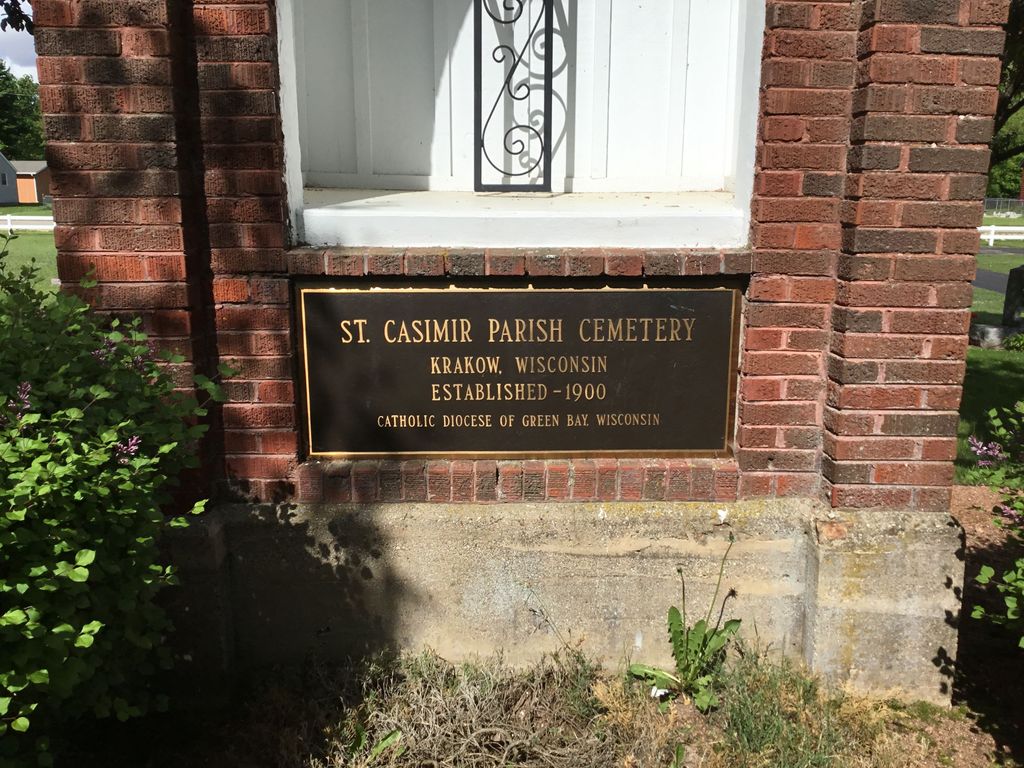 ST. CASIMIR PARISH CEMETERY
KRAKOW, WISCONSIN
ESTABLISHED - 1900
CATHOLIC DIOCESE OF GREEN BAY, WISCONSIN